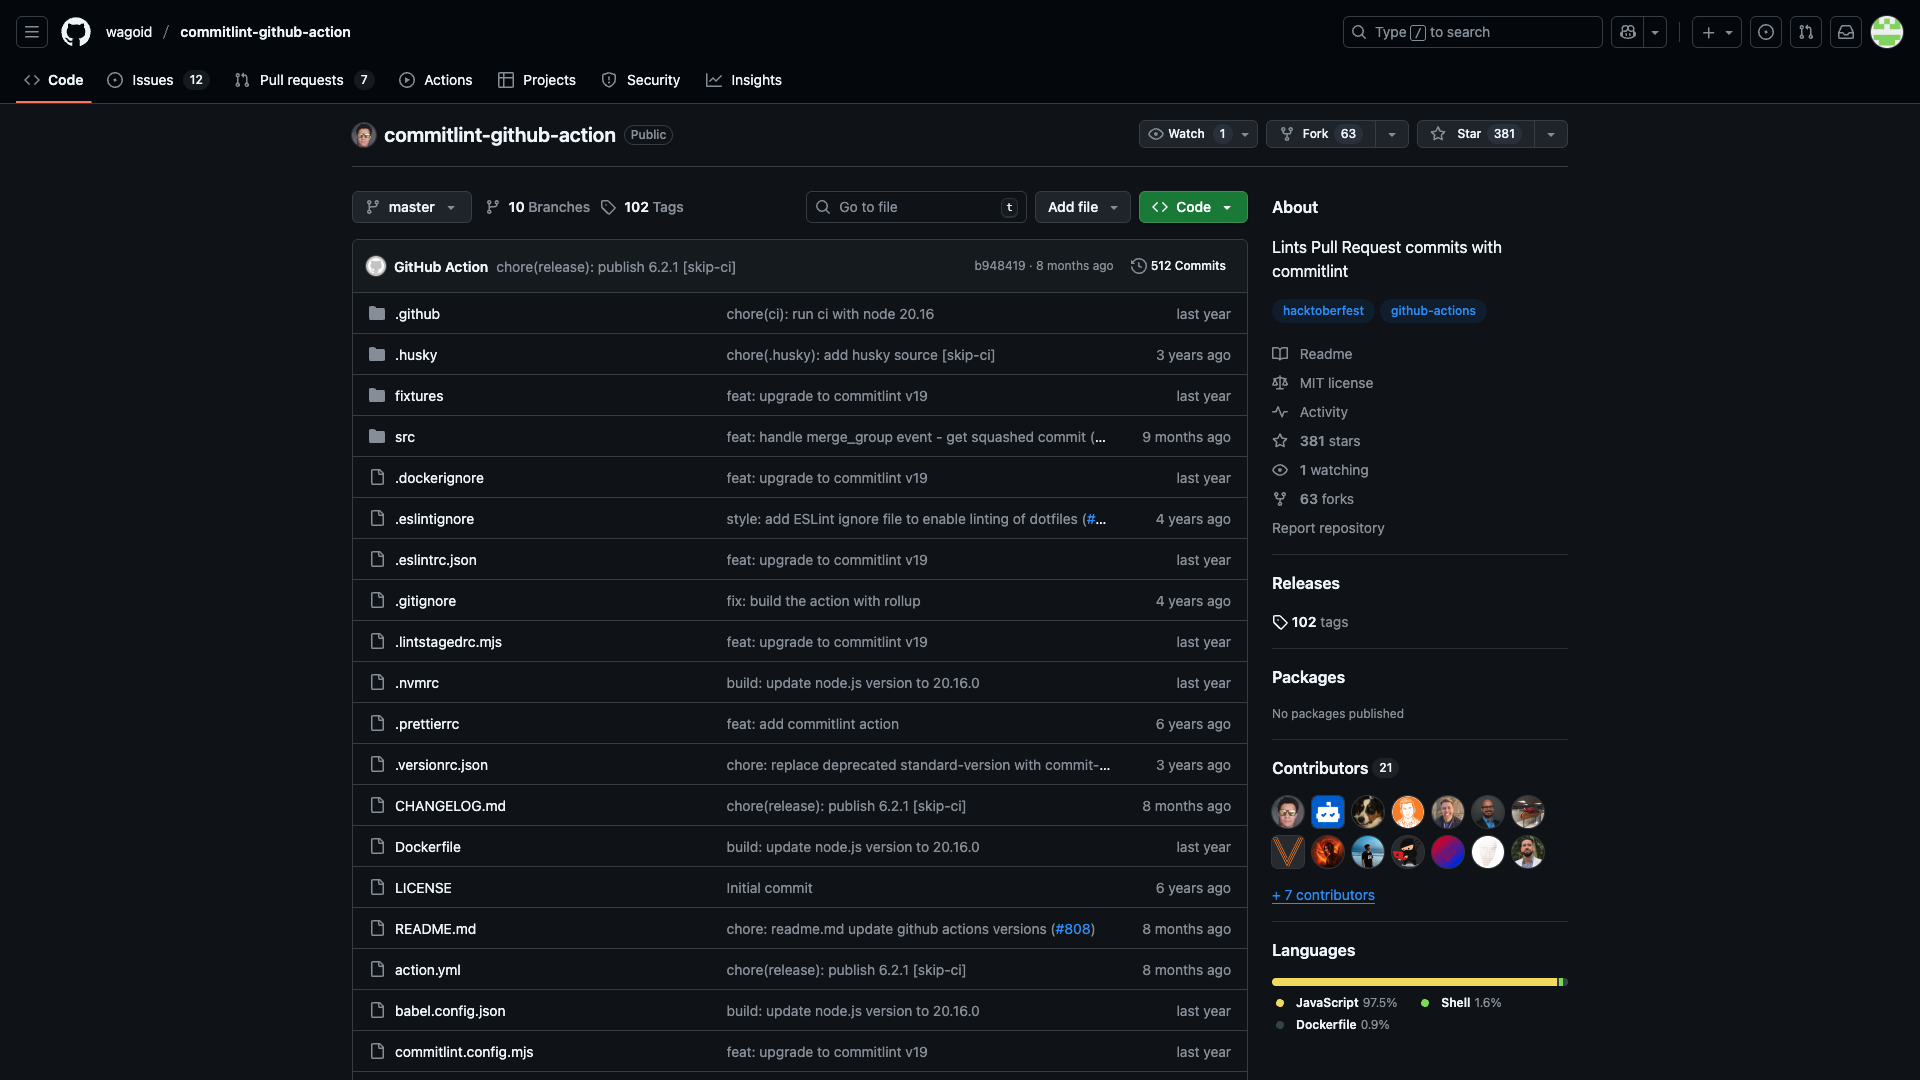 wagoid / commitlint-github-action
Type / to search
Code
Issues 12
Pull requests 7
Actions
Projects
Security
Insights
commitlint-github-action Public
Watch 1
Fork 63
Star 381
master
10 Branches
102 Tags
Go to file t
Add file
Code
GitHub Action chore(release): publish 6.2.1 [skip-ci] b948419 · 8 months ago 512 Commits
.github chore(ci): run ci with node 20.16 last year
.husky chore(.husky): add husky source [skip-ci] 3 years ago
fixtures feat: upgrade to commitlint v19 last year
src feat: handle merge_group event - get squashed commit (... 9 months ago
.dockerignore feat: upgrade to commitlint v19 last year
.eslintignore style: add ESLint ignore file to enable linting of dotfiles (#... 4 years ago
.eslintrc.json feat: upgrade to commitlint v19 last year
.gitignore fix: build the action with rollup 4 years ago
.lintstagedrc.mjs feat: upgrade to commitlint v19 last year
.nvmrc build: update node.js version to 20.16.0 last year
.prettierrc feat: add commitlint action 6 years ago
.versionrc.json chore: replace deprecated standard-version with commit-... 3 years ago
CHANGELOG.md chore(release): publish 6.2.1 [skip-ci] 8 months ago
Dockerfile build: update node.js version to 20.16.0 last year
LICENSE Initial commit 6 years ago
README.md chore: readme.md update github actions versions (#808) 8 months ago
action.yml chore(release): publish 6.2.1 [skip-ci] 8 months ago
babel.config.json build: update node.js version to 20.16.0 last year
commitlint.config.mjs feat: upgrade to commitlint v19 last year
About
Lints Pull Request commits with
commitlint
hacktoberfest github-actions
Readme
MIT license
Activity
381 stars
1 watching
63 forks
Report repository
Releases
102 tags
Packages
No packages published
Contributors 21
+ 7 contributors
Languages
JavaScript 97.5% Shell 1.6%
Dockerfile 0.9%